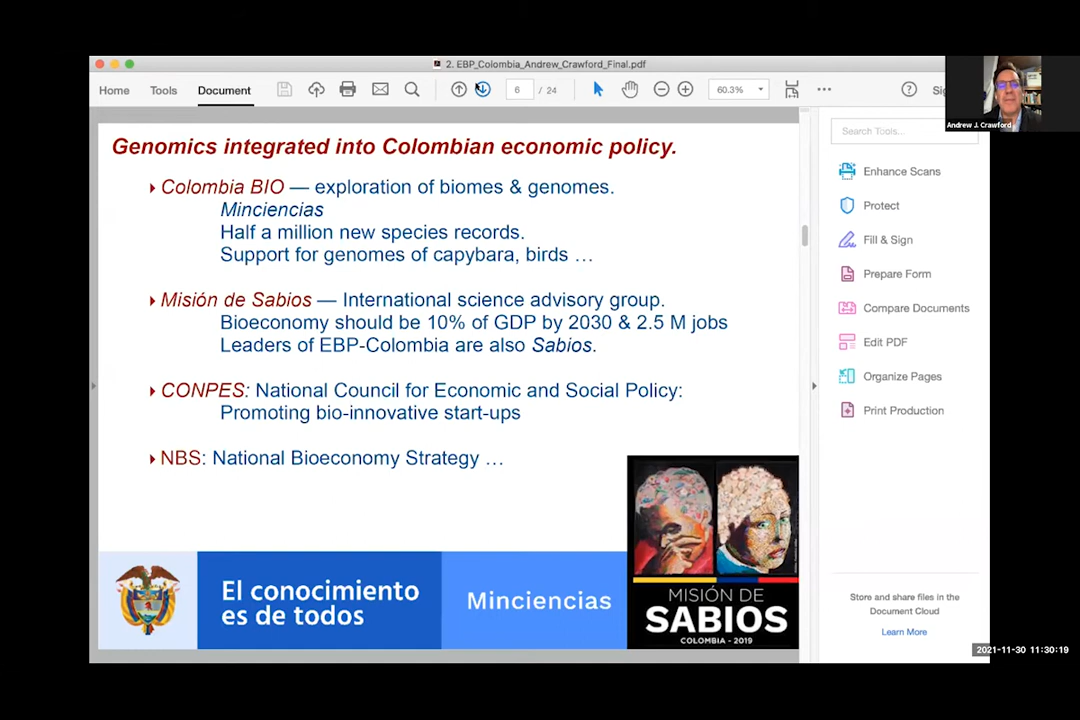 2. EBP_Colombia_Andrew_Crawford_Final.pdf
Home Tools Document 6 / 24 60.3%
Andrew J. Crawford
Genomics integrated into Colombian economic policy.
Colombia BIO — exploration of biomes & genomes.
Minciencias
Half a million new species records.
Support for genomes of capybara, birds …
Misión de Sabios — International science advisory group.
Bioeconomy should be 10% of GDP by 2030 & 2.5 M jobs
Leaders of EBP-Colombia are also Sabios.
CONPES: National Council for Economic and Social Policy:
Promoting bio-innovative start-ups
NBS: National Bioeconomy Strategy …
El conocimiento
es de todos
Minciencias
MISIÓN DE
SABIOS
COLOMBIA - 2019
Search Tools...
Enhance Scans
Protect
Fill & Sign
Prepare Form
Compare Documents
Edit PDF
Organize Pages
Print Production
Store and share files in the
Document Cloud
Learn More
2021-11-30 11:30:19